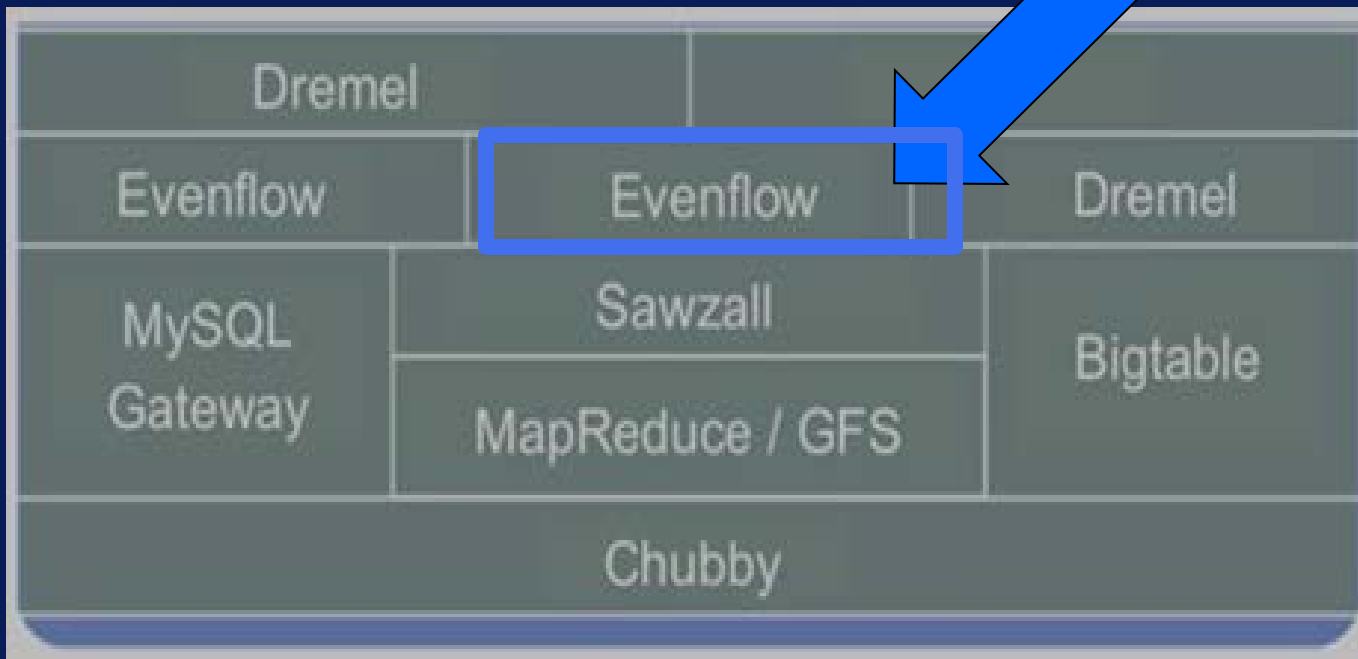 Dremel
Evenflow
Evenflow
Dremel
MySQL
Gateway
Sawzall
MapReduce / GFS
Bigtable
Chubby